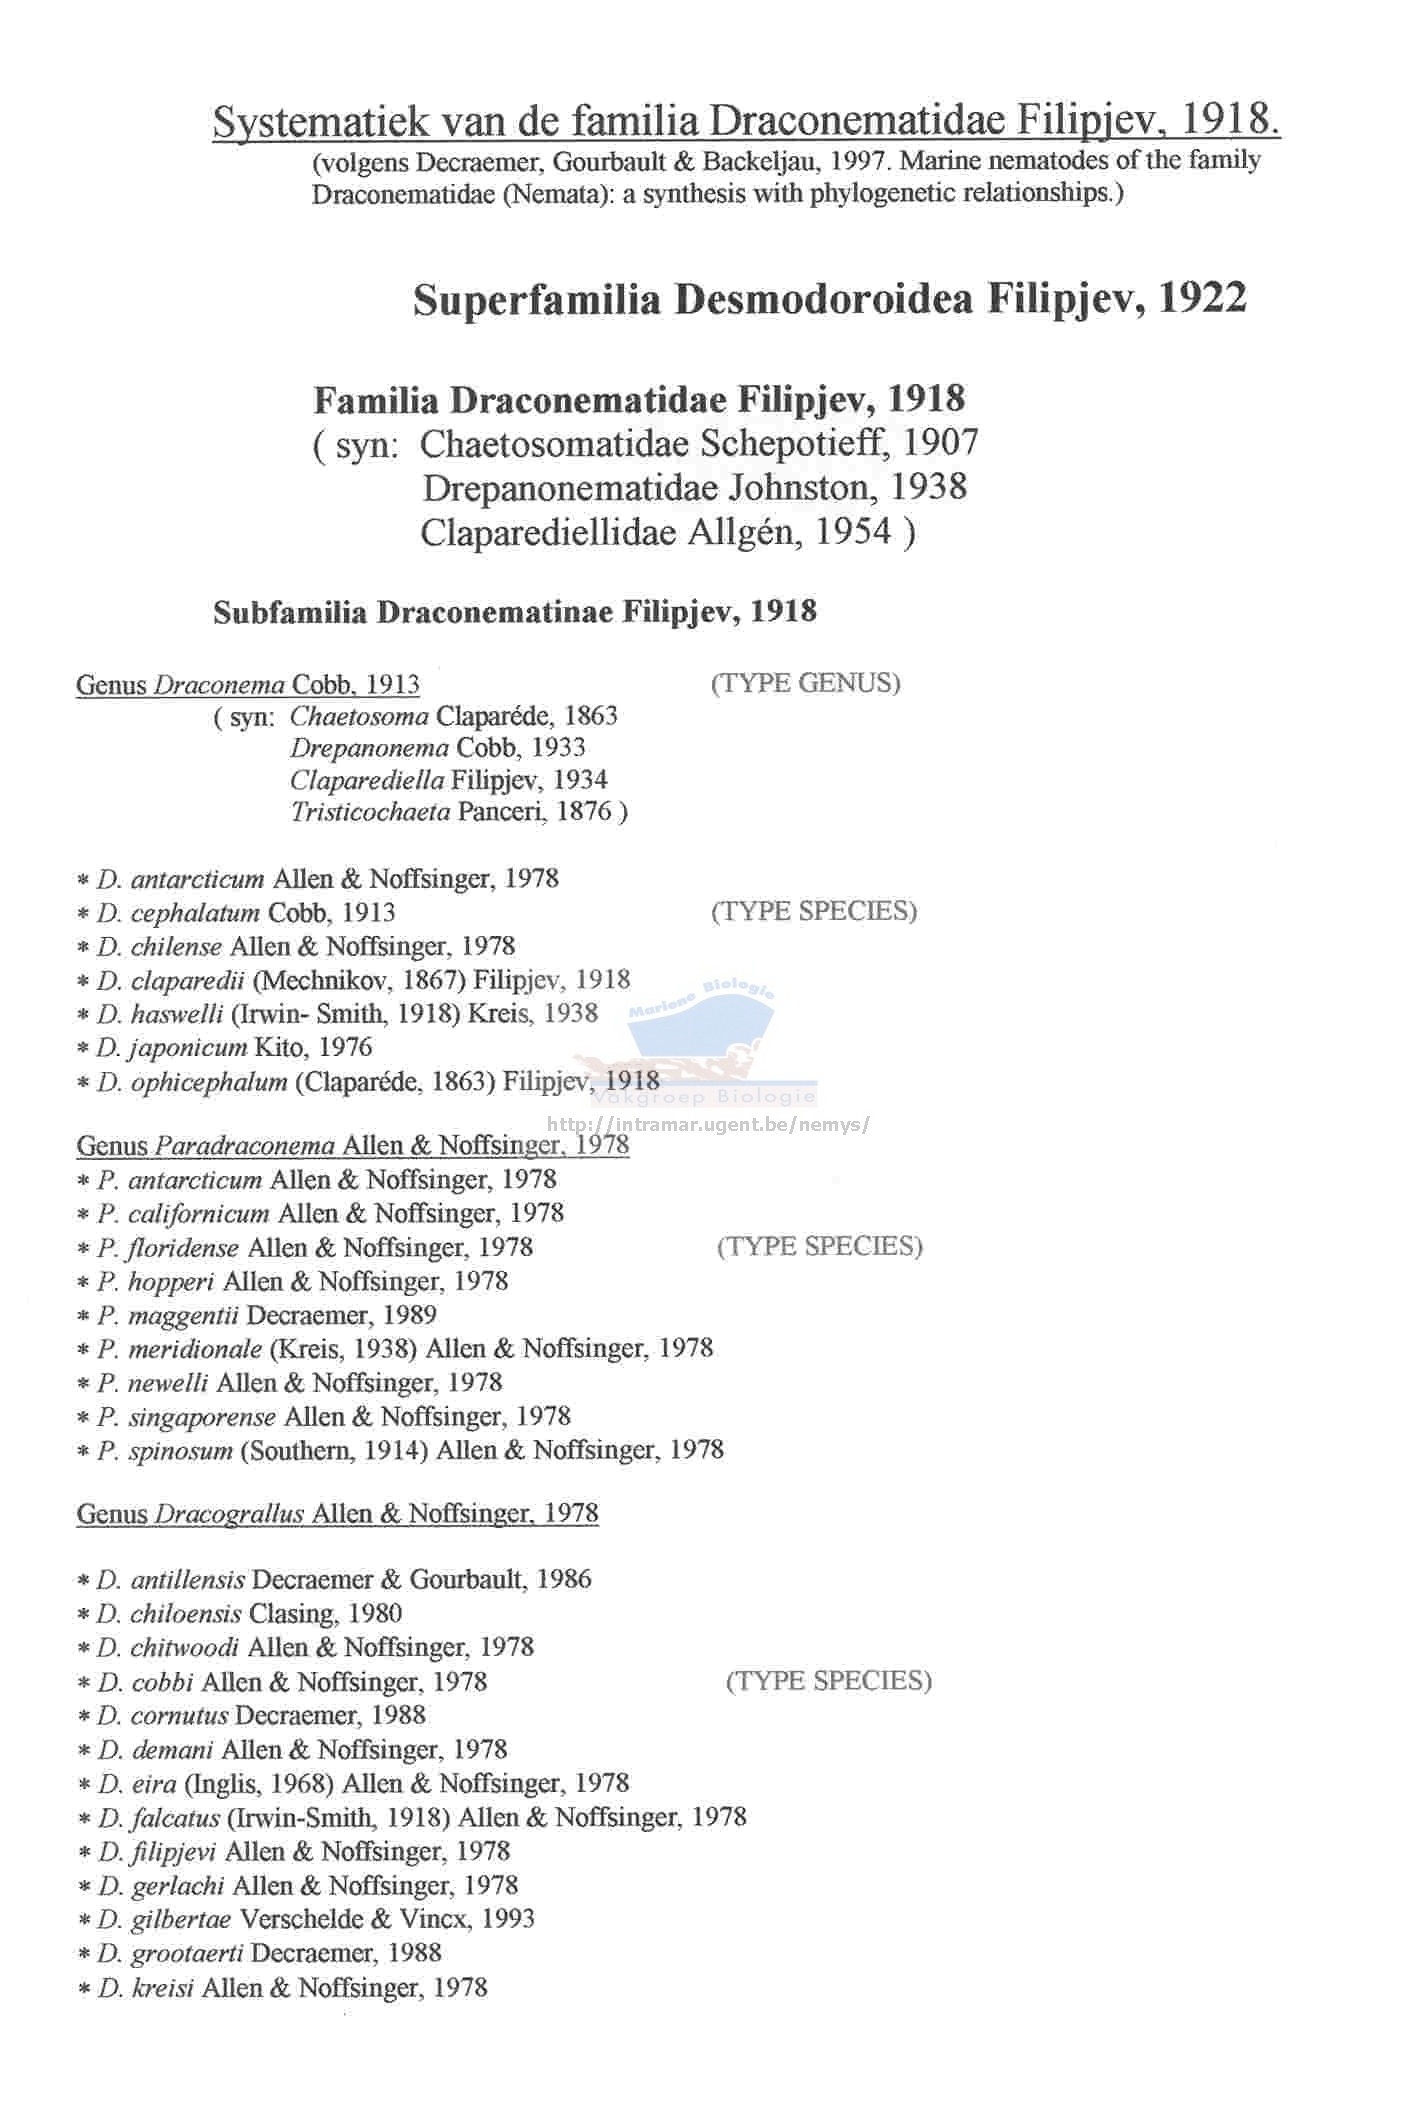 Systematiek van de familia Draconematidae Filipjev, 1918.
(volgens Decraemer, Gourbault & Backeljau, 1997. Marine nematodes of the family
Draconematidae (Nemata): a synthesis with phylogenetic relationships.)
Superfamilia Desmodoroidea Filipjev, 1922
Familia Draconematidae Filipjev, 1918
( syn: Chaetosomatidae Schepotieff, 1907
Drepanonematidae Johnston, 1938
Claparediellidae Allgén, 1954 )
Subfamilia Draconematinae Filipjev, 1918
Genus Draconema Cobb, 1913 (TYPE GENUS)
( syn: Chaetosoma Claparéde, 1863
Drepanonema Cobb, 1933
Claparediella Filipjev, 1934
Tristicochaeta Panceri, 1876 )
* D. antarcticum Allen & Noffsinger, 1978
* D. cephalatum Cobb, 1913 (TYPE SPECIES)
* D. chilense Allen & Noffsinger, 1978
* D. claparedii (Mechnikov, 1867) Filipjev, 1918
* D. haswelli (Irwin- Smith, 1918) Kreis, 1938
* D. japonicum Kito, 1976
* D. ophicephalum (Claparéde, 1863) Filipjev, 1918
Mariene Biologie
Vakgroep Biologie
http://intramar.ugent.be/nemys/
Genus Paradraconema Allen & Noffsinger, 1978
* P. antarcticum Allen & Noffsinger, 1978
* P. californicum Allen & Noffsinger, 1978
* P. floridense Allen & Noffsinger, 1978 (TYPE SPECIES)
* P. hopperi Allen & Noffsinger, 1978
* P. maggentii Decraemer, 1989
* P. meridionale (Kreis, 1938) Allen & Noffsinger, 1978
* P. newelli Allen & Noffsinger, 1978
* P. singaporense Allen & Noffsinger, 1978
* P. spinosum (Southern, 1914) Allen & Noffsinger, 1978
Genus Dracograllus Allen & Noffsinger, 1978
* D. antillensis Decraemer & Gourbault, 1986
* D. chiloensis Clasing, 1980
* D. chitwoodi Allen & Noffsinger, 1978
* D. cobbi Allen & Noffsinger, 1978 (TYPE SPECIES)
* D. cornutus Decraemer, 1988
* D. demani Allen & Noffsinger, 1978
* D. eira (Inglis, 1968) Allen & Noffsinger, 1978
* D. falcatus (Irwin-Smith, 1918) Allen & Noffsinger, 1978
* D. filipjevi Allen & Noffsinger, 1978
* D. gerlachi Allen & Noffsinger, 1978
* D. gilbertae Verschelde & Vincx, 1993
* D. grootaerti Decraemer, 1988
* D. kreisi Allen & Noffsinger, 1978